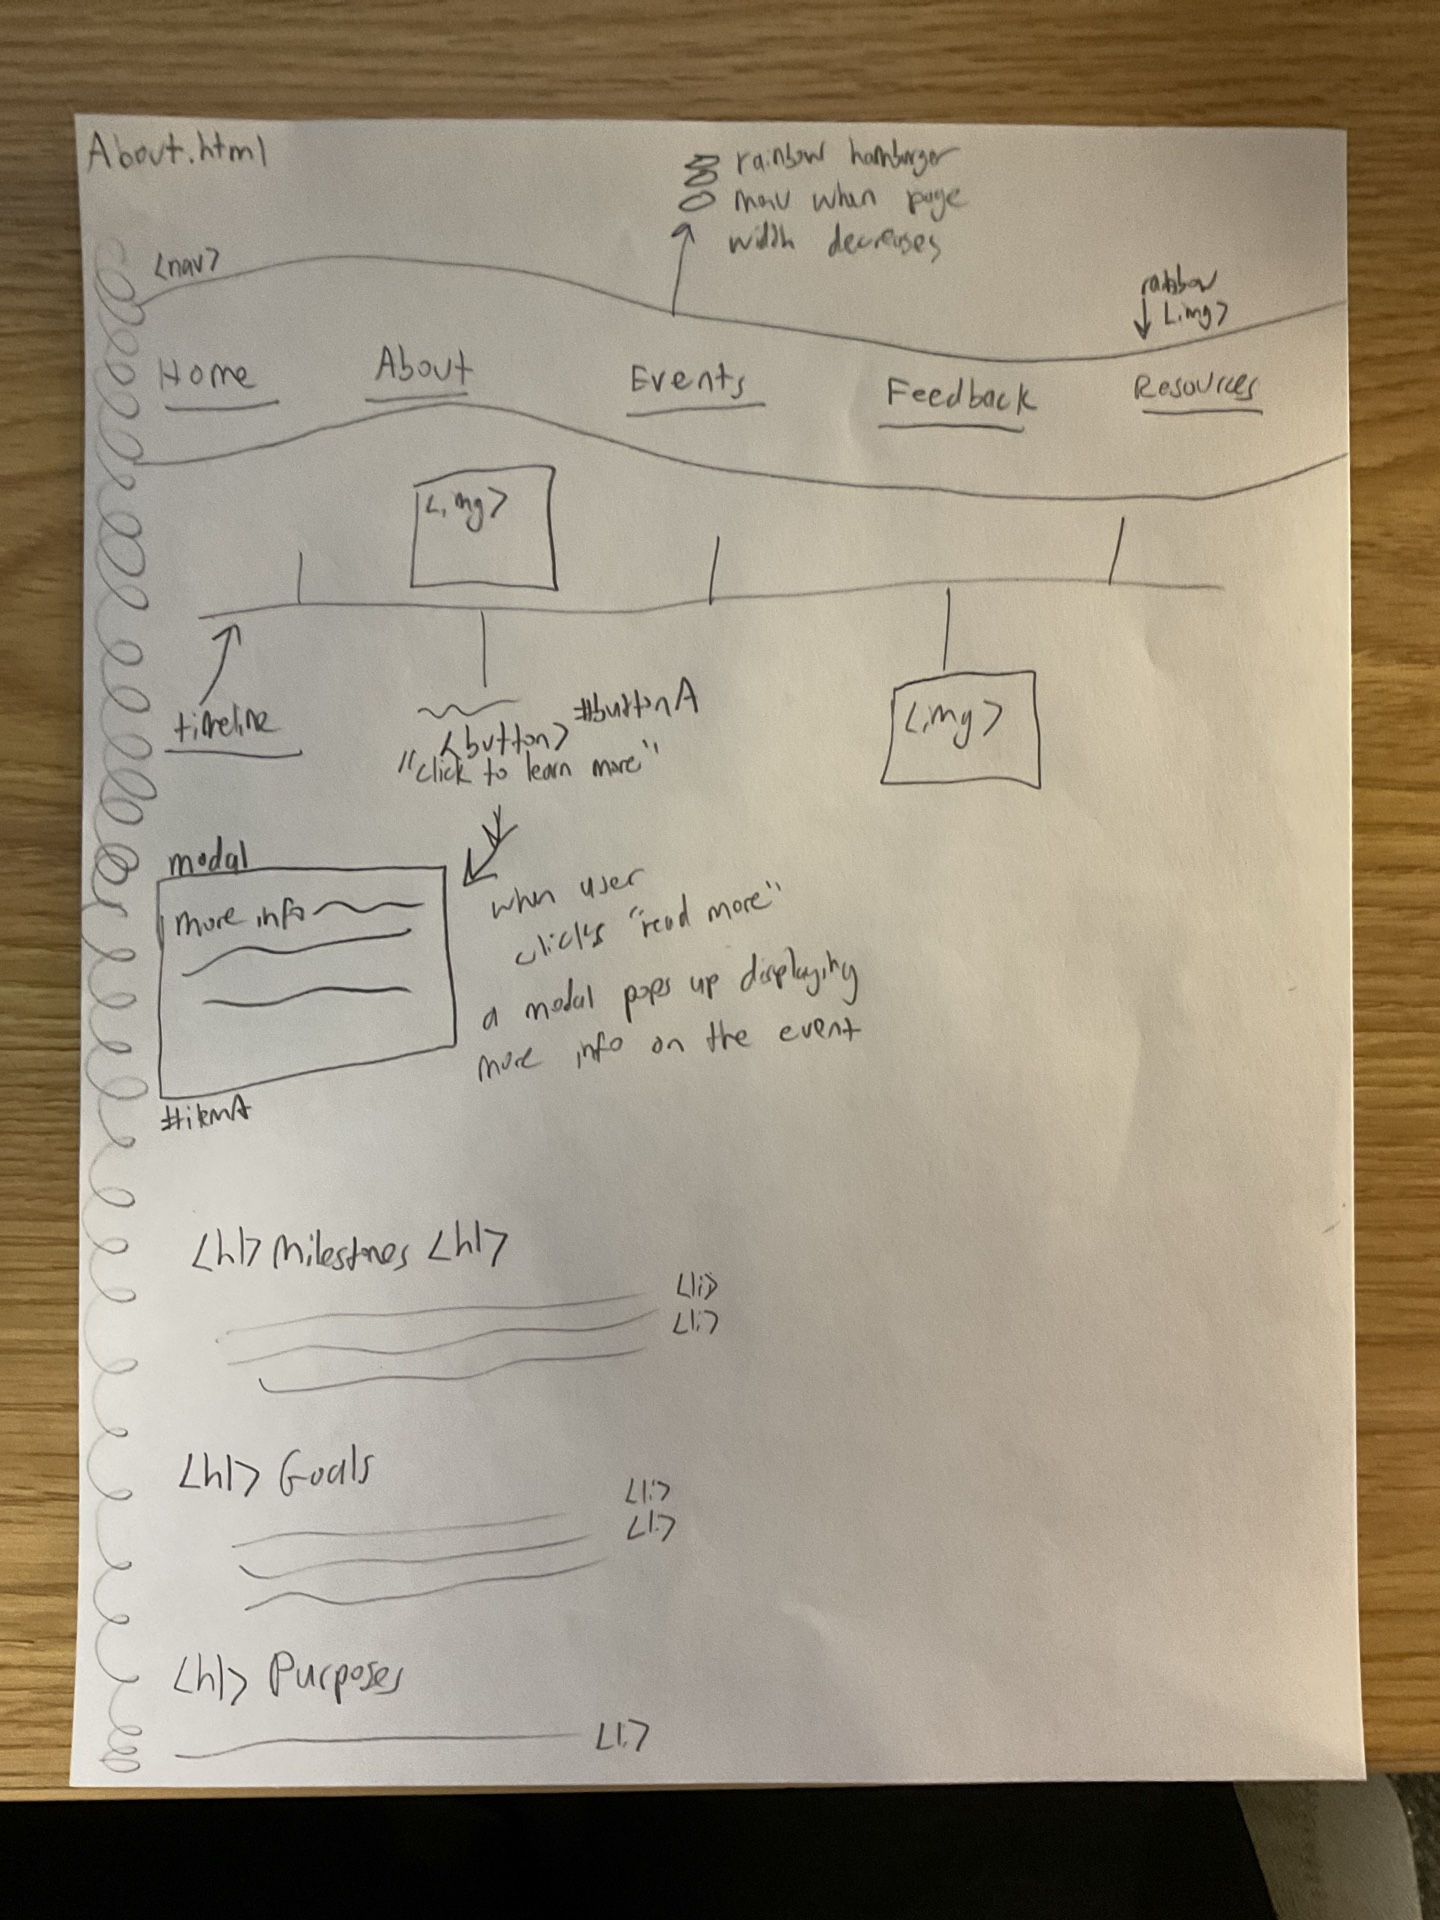 About.html
rainbow hamburger
menu when page
width decreases
<nav>
rainbow
<img>
Home
About
Events
Feedback
Resources
<img>
timeline
#buttonA
<button>
"click to learn more"
<img>
modal
more info
when user
clicks "read more"
a modal pops up displaying
more info on the event
<h1> Milestones <h1>
<li>
<li>
<h1> Goals
<li>
<li>
<h1> Purposes
<li>